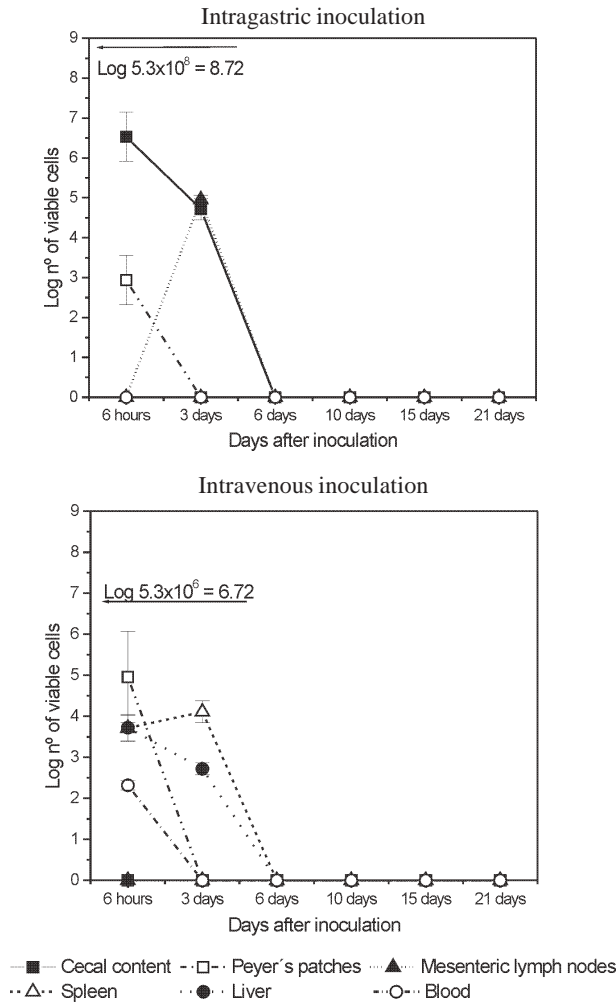 Intragastric inoculation
9
Log 5.3x10⁸ = 8.72
8
7
6
5
4
3
2
1
0
Log nº of viable cells
6 hours 3 days 6 days 10 days 15 days 21 days
Days after inoculation
Intravenous inoculation
9
8
7
Log 5.3x10⁶ = 6.72
6
5
4
3
2
1
0
Log nº of viable cells
6 hours 3 days 6 days 10 days 15 days 21 days
Days after inoculation
Cecal content Peyer´s patches Mesenteric lymph nodes
Spleen Liver Blood